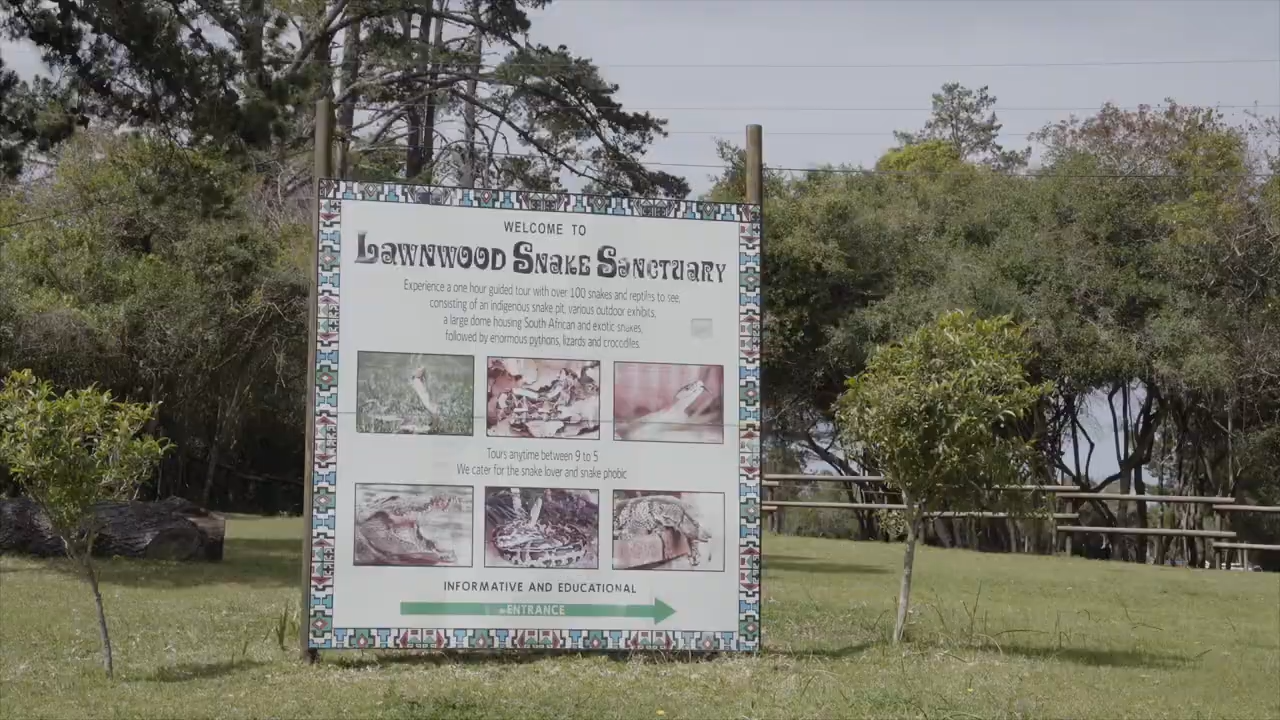 WELCOME TO
LAWNWOOD SNAKE SANCTUARY
Experience a one hour guided tour with over 100 snakes and reptiles to see,
consisting of an indigenous snake pit, various outdoor exhibits,
a large dome housing South African and exotic snakes,
followed by enormous pythons, lizards and crocodiles.
Tours anytime between 9 to 5
We cater for the snake lover and snake phobic
INFORMATIVE AND EDUCATIONAL
ENTRANCE